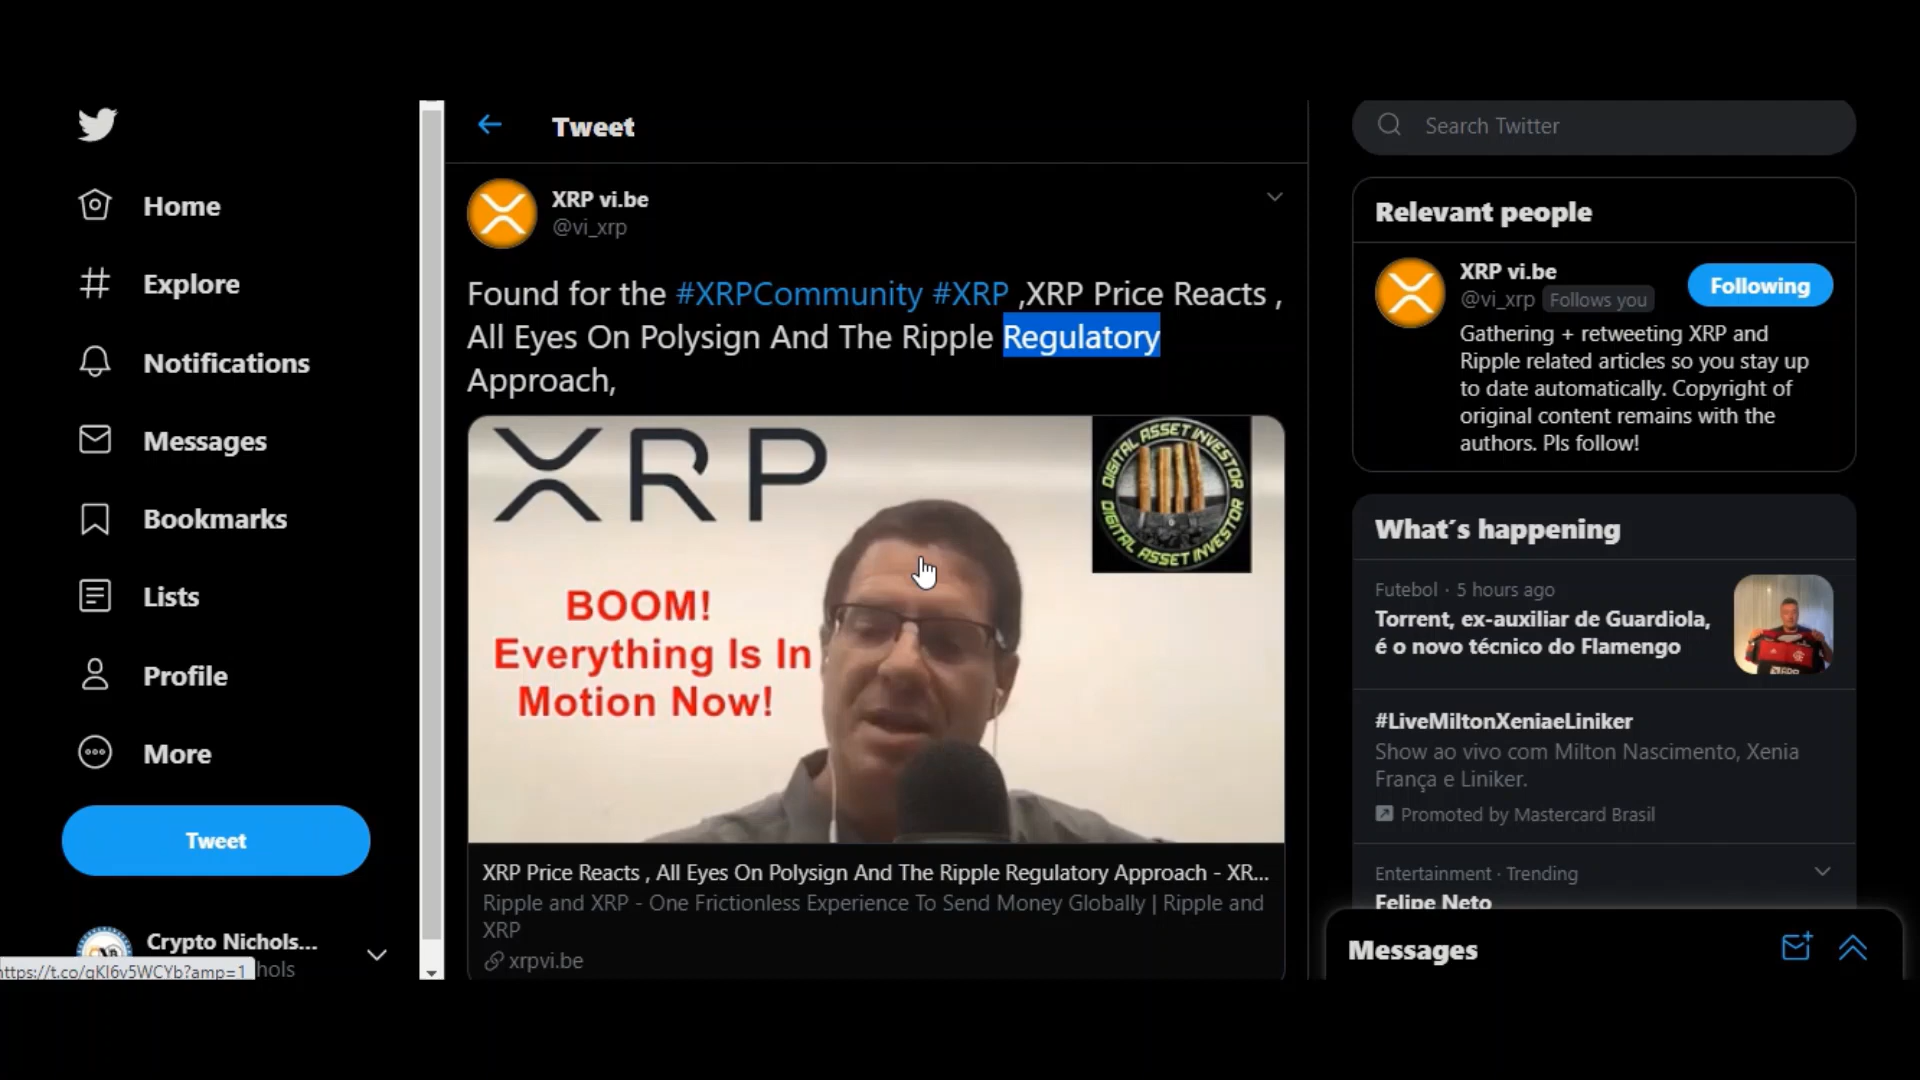 Home
Explore
Notifications
Messages
Bookmarks
Lists
Profile
More
Tweet
Crypto Nichols...
hols
https://t.co/gKl6v5WCYb?amp=1
Tweet
XRP vi.be
@vi_xrp
Found for the #XRPCommunity #XRP ,XRP Price Reacts ,
All Eyes On Polysign And The Ripple Regulatory
Approach,
XRP
DIGITAL ASSET INVESTOR
DIGITAL ASSET INVESTOR
BOOM!
Everything Is In
Motion Now!
XRP Price Reacts , All Eyes On Polysign And The Ripple Regulatory Approach - XR...
Ripple and XRP - One Frictionless Experience To Send Money Globally | Ripple and
XRP
xrpvi.be
Search Twitter
Relevant people
XRP vi.be
@vi_xrp Follows you
Following
Gathering + retweeting XRP and
Ripple related articles so you stay up
to date automatically. Copyright of
original content remains with the
authors. Pls follow!
What´s happening
Futebol · 5 hours ago
Torrent, ex-auxiliar de Guardiola,
é o novo técnico do Flamengo
#LiveMiltonXeniaeLiniker
Show ao vivo com Milton Nascimento, Xenia
França e Liniker.
Promoted by Mastercard Brasil
Entertainment · Trending
Felipe Neto
Messages